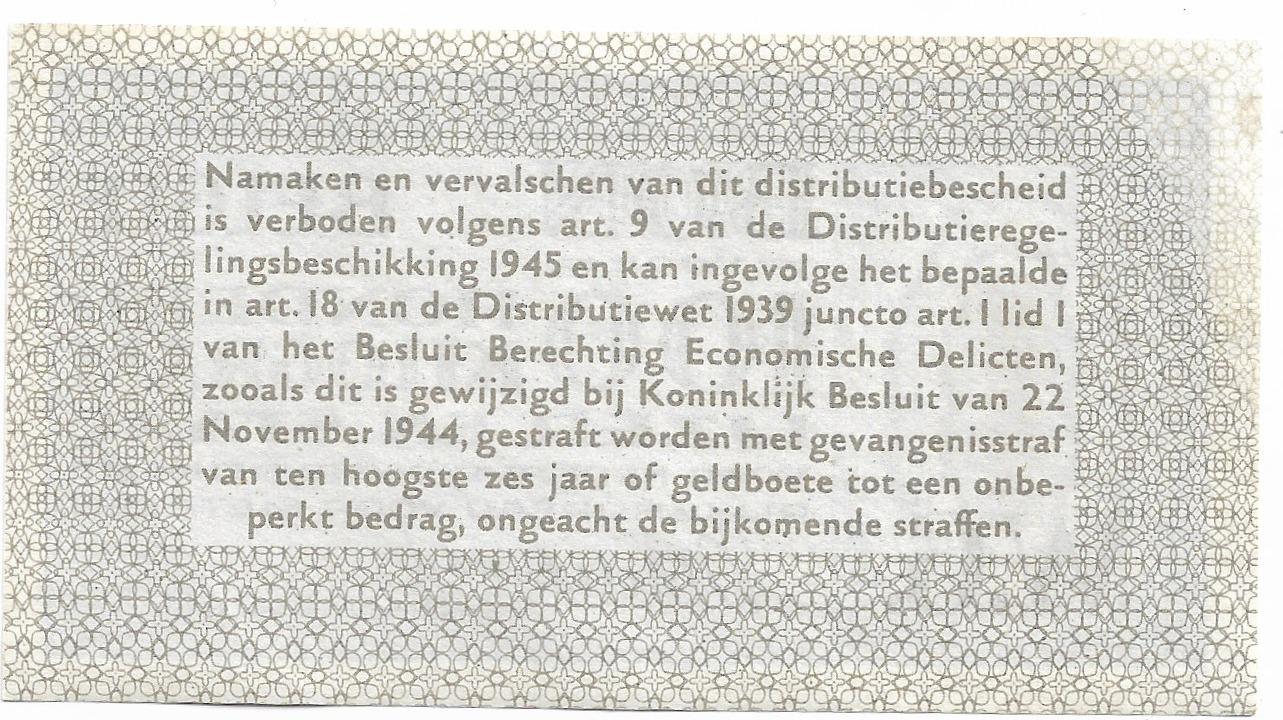 Namaken en vervalschen van dit distributiebescheid
is verboden volgens art. 9 van de Distributierege-
lingsbeschikking 1945 en kan ingevolge het bepaalde
in art. 18 van de Distributiewet 1939 juncto art. 1 lid 1
van het Besluit Berechting Economische Delicten,
zooals dit is gewijzigd bij Koninklijk Besluit van 22
November 1944, gestraft worden met gevangenisstraf
van ten hoogste zes jaar of geldboete tot een onbe-
perkt bedrag, ongeacht de bijkomende straffen.